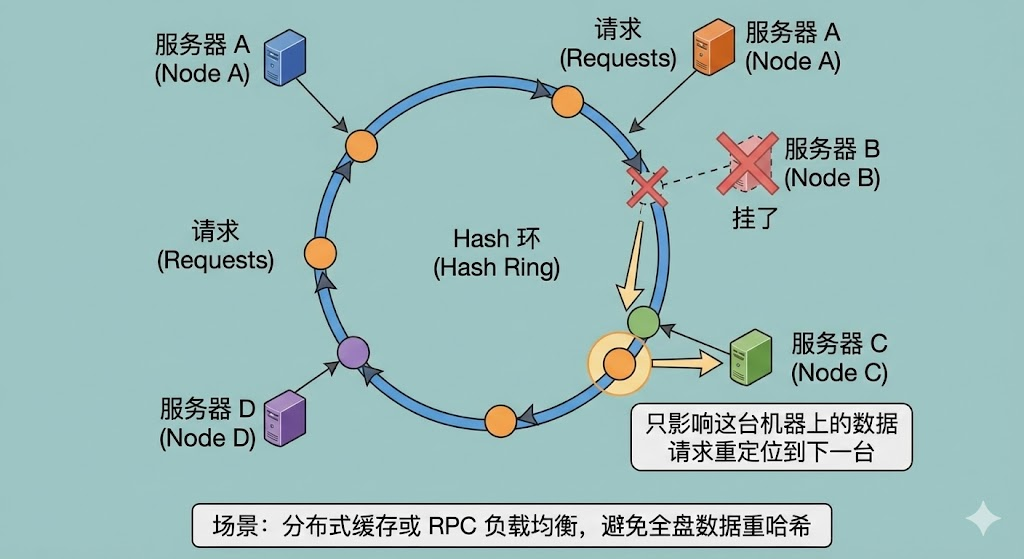 服务器 A
(Node A)
请求
(Requests)
服务器 A
(Node A)
服务器 B
(Node B)
挂了
请求
(Requests)
Hash 环
(Hash Ring)
服务器 C
(Node C)
服务器 D
(Node D)
只影响这台机器上的数据
请求重定位到下一台
场景：分布式缓存或 RPC 负载均衡，避免全盘数据重哈希